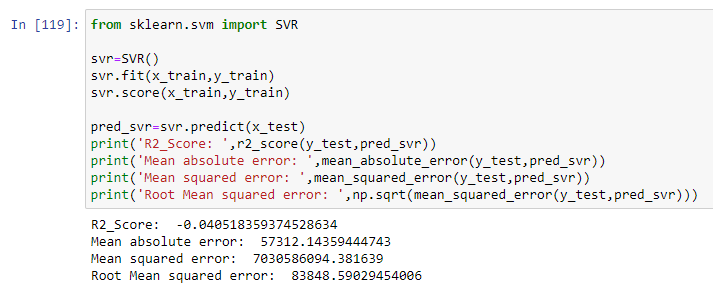 In [119]: from sklearn.svm import SVR
svr=SVR()
svr.fit(x_train,y_train)
svr.score(x_train,y_train)
pred_svr=svr.predict(x_test)
print('R2_Score: ',r2_score(y_test,pred_svr))
print('Mean absolute error: ',mean_absolute_error(y_test,pred_svr))
print('Mean squared error: ',mean_squared_error(y_test,pred_svr))
print('Root Mean squared error: ',np.sqrt(mean_squared_error(y_test,pred_svr)))
R2_Score:  -0.040518359374528634
Mean absolute error:  57312.14359444743
Mean squared error:  7030586094.381639
Root Mean squared error:  83848.59029454006